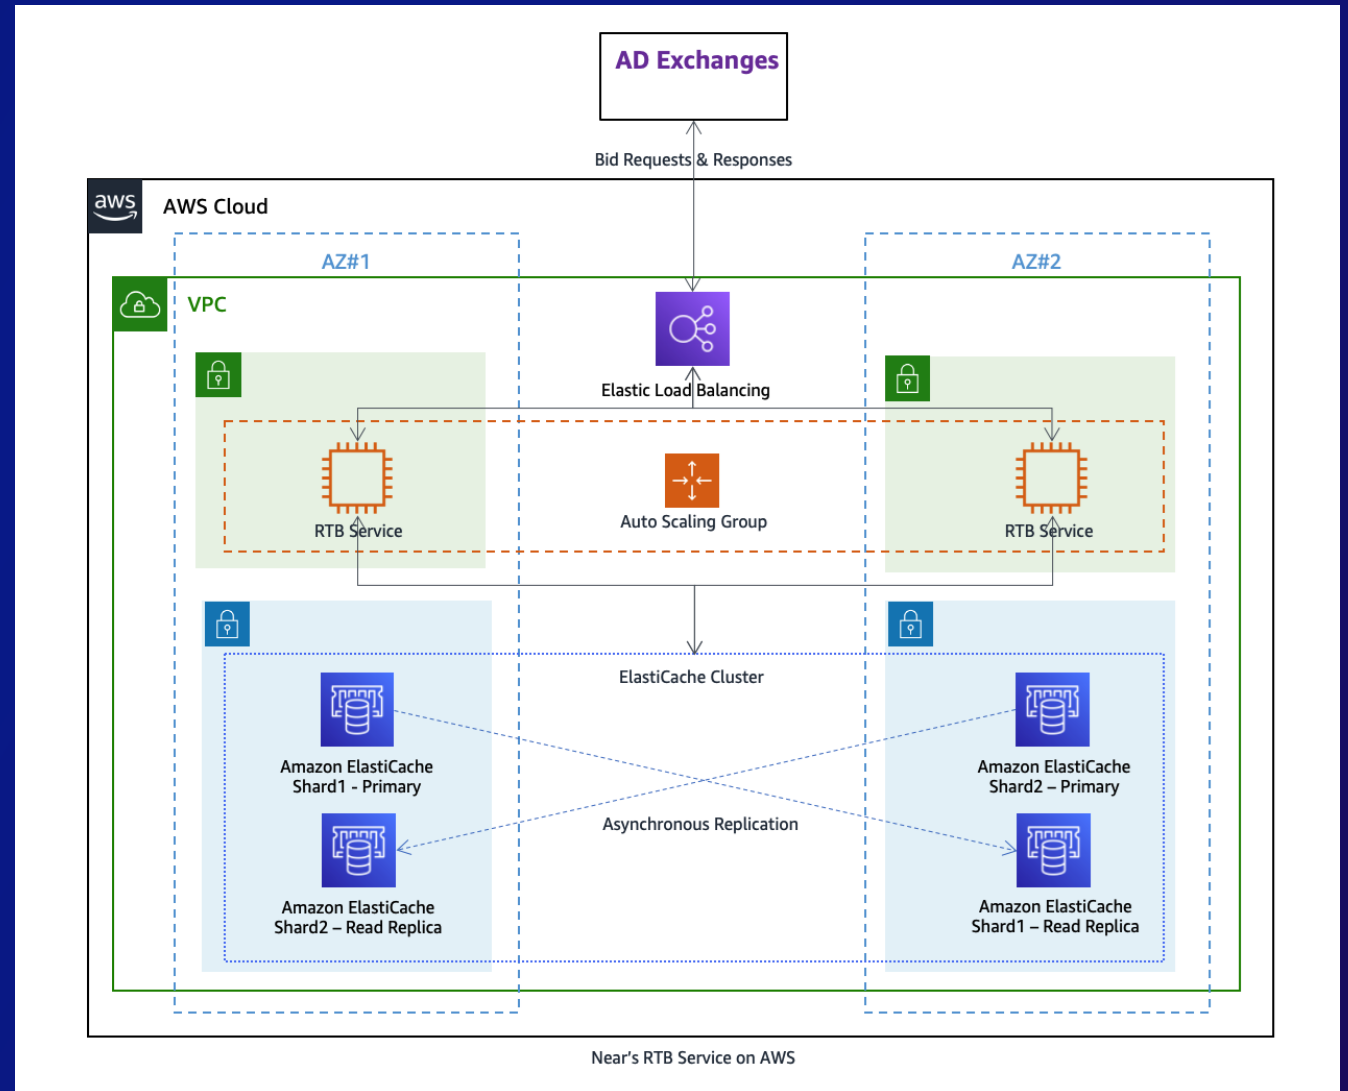 AD Exchanges
Bid Requests & Responses
aws
AWS Cloud
AZ#1
AZ#2
VPC
Elastic Load Balancing
RTB Service
Auto Scaling Group
RTB Service
ElastiCache Cluster
Amazon ElastiCache
Shard1 - Primary
Amazon ElastiCache
Shard2 – Primary
Asynchronous Replication
Amazon ElastiCache
Shard2 – Read Replica
Amazon ElastiCache
Shard1 – Read Replica
Near’s RTB Service on AWS